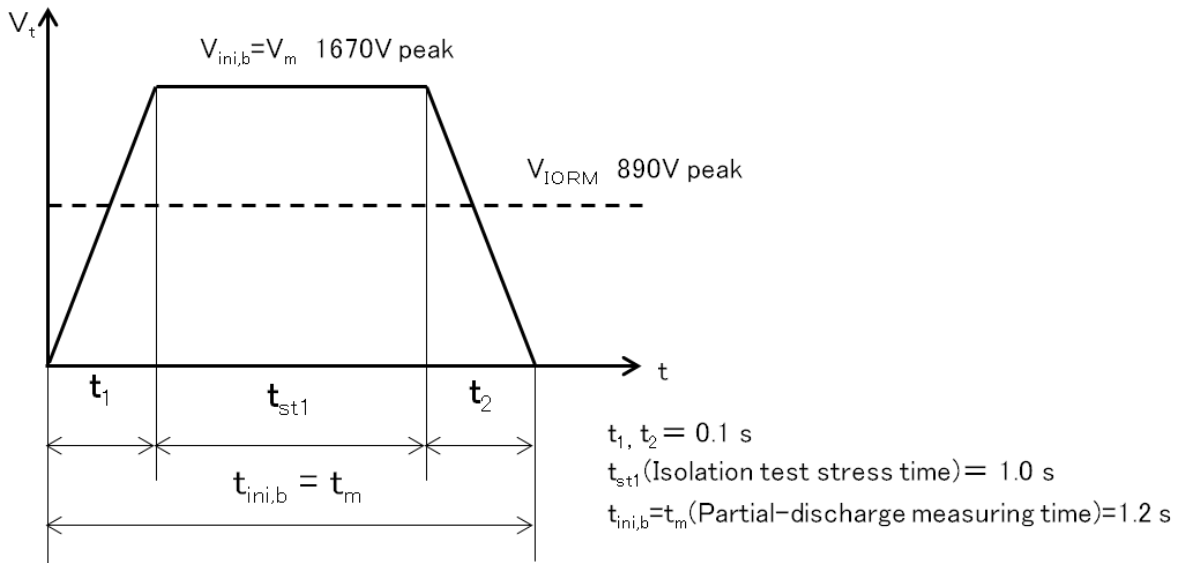 Vt
Vini,b=Vm 1670V peak
VIORM 890V peak
t
t1
tst1
t2
tini,b = tm
t1, t2 = 0.1 s
tst1(Isolation test stress time)= 1.0 s
tini,b=tm(Partial-discharge measuring time)=1.2 s